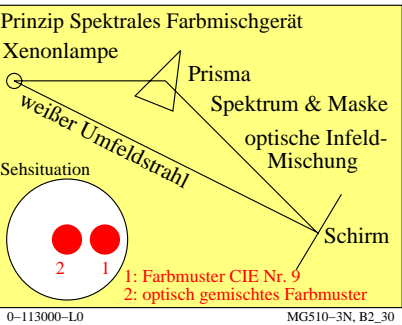 Prinzip Spektrales Farbmischgerät
Xenonlampe
Prisma
Spektrum & Maske
weißer Umfeldstrahl
optische Infeld-
Mischung
Sehsituation
Schirm
2 1
1: Farbmuster CIE Nr. 9
2: optisch gemischtes Farbmuster
0−113000−L0
MG510−3N, B2_30